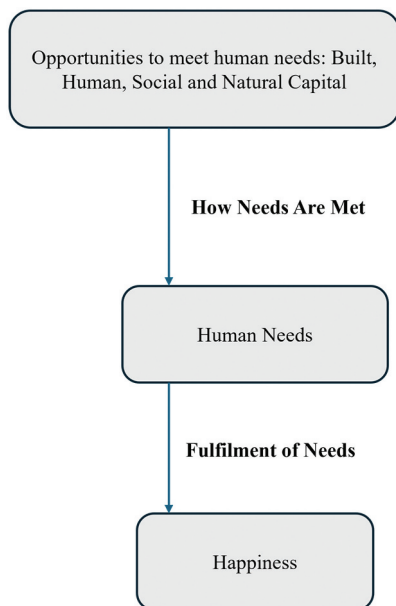 Opportunities to meet human needs: Built,
Human, Social and Natural Capital
How Needs Are Met
Human Needs
Fulfilment of Needs
Happiness